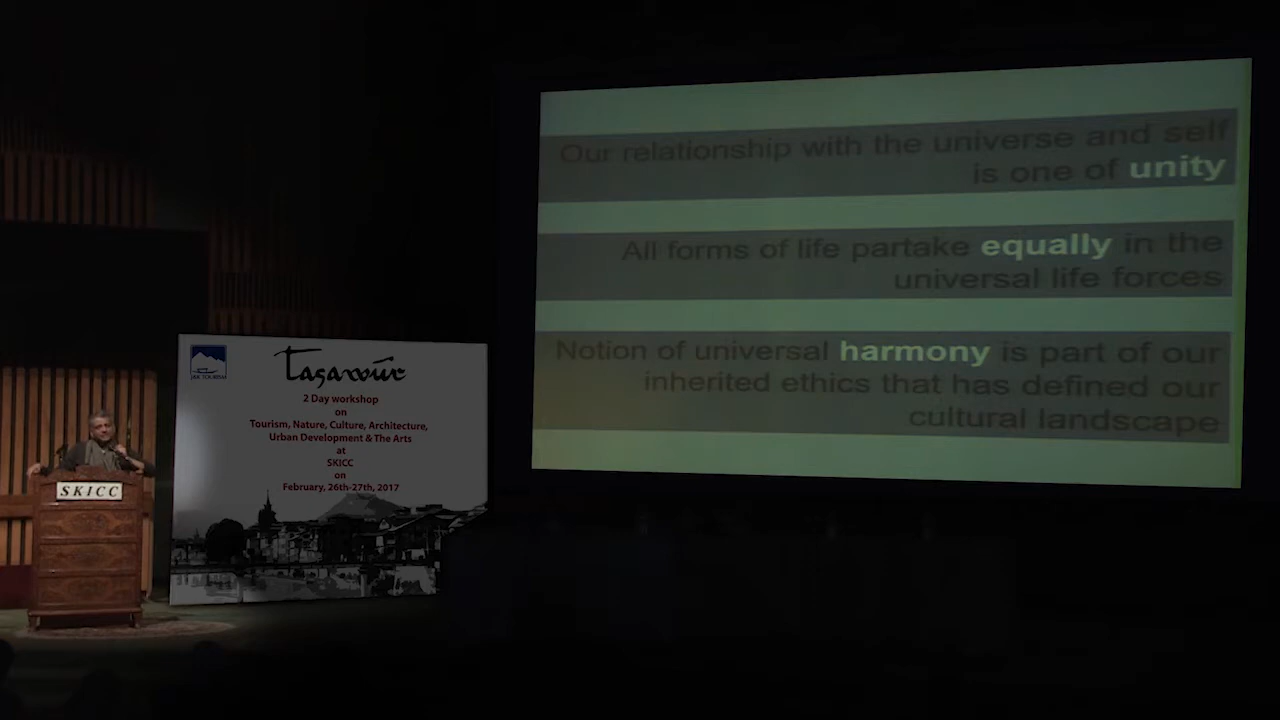 Our relationship with the universe and self
is one of unity
All forms of life partake equally in the
universal life forces
Notion of universal harmony is part of our
inherited ethics that has defined our
cultural landscape
J&K TOURISM
Tasawwur
2 Day workshop
on
Tourism, Nature, Culture, Architecture,
Urban Development & The Arts
at
SKICC
on
February, 26th-27th, 2017
SKICC